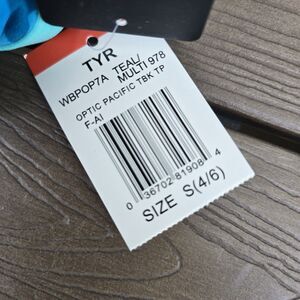 TYR
WBPOP7A TEAL/
MULTI 978
OPTIC PACIFIC TBK TP
F-AI
0 36702 81908 4
SIZE S(4/6)